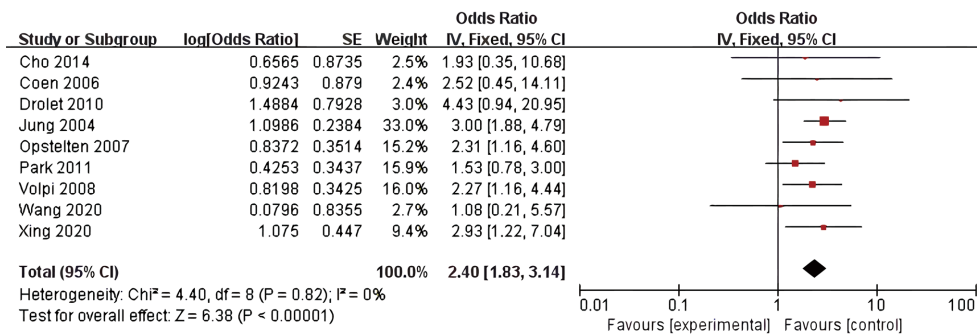 Odds Ratio Odds Ratio
Study or Subgroup log[Odds Ratio] SE Weight IV, Fixed, 95% CI IV, Fixed, 95% CI
Cho 2014 0.6565 0.8735 2.5% 1.93 [0.35, 10.68]
Coen 2006 0.9243 0.879 2.4% 2.52 [0.45, 14.11]
Drolet 2010 1.4884 0.7928 3.0% 4.43 [0.94, 20.95]
Jung 2004 1.0986 0.2384 33.0% 3.00 [1.88, 4.79]
Opstelten 2007 0.8372 0.3514 15.2% 2.31 [1.16, 4.60]
Park 2011 0.4253 0.3437 15.9% 1.53 [0.78, 3.00]
Volpi 2008 0.8198 0.3425 16.0% 2.27 [1.16, 4.44]
Wang 2020 0.0796 0.8355 2.7% 1.08 [0.21, 5.57]
Xing 2020 1.075 0.447 9.4% 2.93 [1.22, 7.04]
Total (95% CI) 100.0% 2.40 [1.83, 3.14]
Heterogeneity: Chi² = 4.40, df = 8 (P = 0.82); I² = 0%
Test for overall effect: Z = 6.38 (P < 0.00001)
0.01 0.1 1 10 100
Favours [experimental] Favours [control]